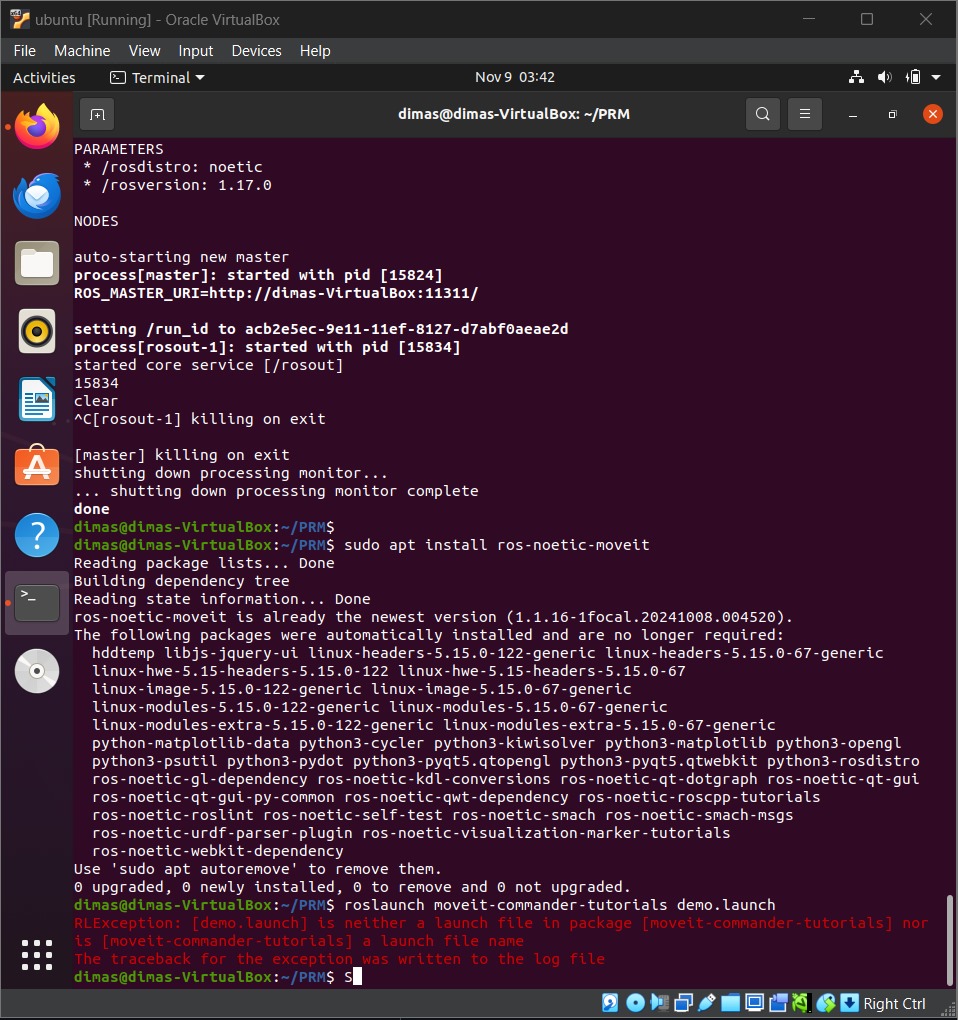 ubuntu [Running] - Oracle VirtualBox
File Machine View Input Devices Help
Activities Terminal Nov 9 03:42
dimas@dimas-VirtualBox: ~/PRM
PARAMETERS
* /rosdistro: noetic
* /rosversion: 1.17.0
NODES
auto-starting new master
process[master]: started with pid [15824]
ROS_MASTER_URI=http://dimas-VirtualBox:11311/
setting /run_id to acb2e5ec-9e11-11ef-8127-d7abf0aeae2d
process[rosout-1]: started with pid [15834]
started core service [/rosout]
15834
clear
^C[rosout-1] killing on exit
[master] killing on exit
shutting down processing monitor...
... shutting down processing monitor complete
done
dimas@dimas-VirtualBox:~/PRM$
dimas@dimas-VirtualBox:~/PRM$ sudo apt install ros-noetic-moveit
Reading package lists... Done
Building dependency tree
Reading state information... Done
ros-noetic-moveit is already the newest version (1.1.16-1focal.20241008.004520).
The following packages were automatically installed and are no longer required:
hddtemp libjs-jquery-ui linux-headers-5.15.0-122-generic linux-headers-5.15.0-67-generic
linux-hwe-5.15-headers-5.15.0-122 linux-hwe-5.15-headers-5.15.0-67
linux-image-5.15.0-122-generic linux-image-5.15.0-67-generic
linux-modules-5.15.0-122-generic linux-modules-5.15.0-67-generic
linux-modules-extra-5.15.0-122-generic linux-modules-extra-5.15.0-67-generic
python-matplotlib-data python3-cycler python3-kiwisolver python3-matplotlib python3-opengl
python3-psutil python3-pydot python3-pyqt5.qtopengl python3-pyqt5.qtwebkit python3-rosdistro
ros-noetic-gl-dependency ros-noetic-kdl-conversions ros-noetic-qt-dotgraph ros-noetic-qt-gui
ros-noetic-qt-gui-py-common ros-noetic-qwt-dependency ros-noetic-roscpp-tutorials
ros-noetic-roslint ros-noetic-self-test ros-noetic-smach ros-noetic-smach-msgs
ros-noetic-urdf-parser-plugin ros-noetic-visualization-marker-tutorials
ros-noetic-webkit-dependency
Use 'sudo apt autoremove' to remove them.
0 upgraded, 0 newly installed, 0 to remove and 0 not upgraded.
dimas@dimas-VirtualBox:~/PRM$ roslaunch moveit-commander-tutorials demo.launch
RLException: [demo.launch] is neither a launch file in package [moveit-commander-tutorials] nor
is [moveit-commander-tutorials] a launch file name
The traceback for the exception was written to the log file
dimas@dimas-VirtualBox:~/PRM$ S
Right Ctrl